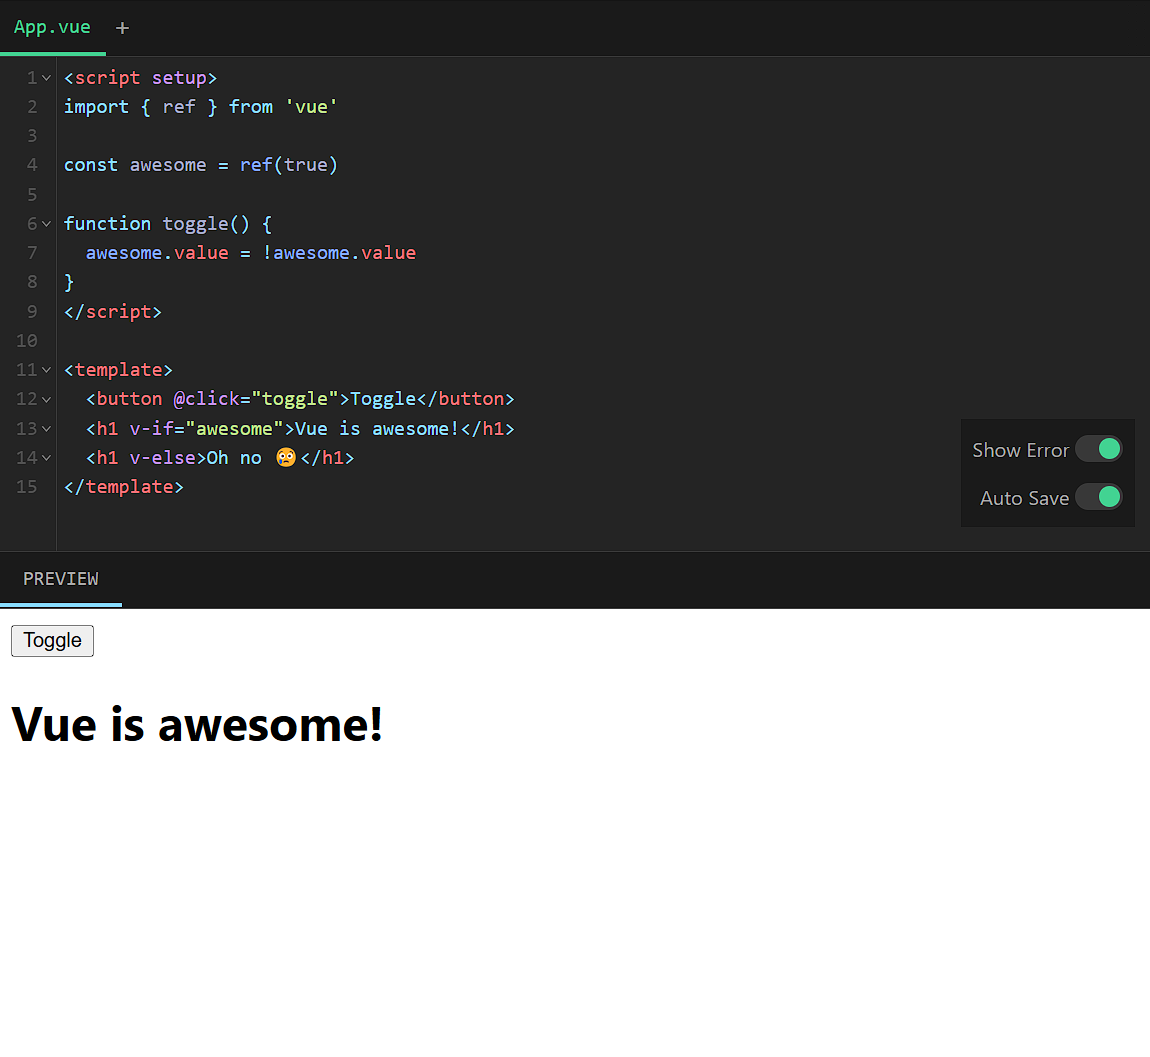 App.vue +
1 <script setup>
2 import { ref } from 'vue'
3
4 const awesome = ref(true)
5
6 function toggle() {
7   awesome.value = !awesome.value
8 }
9 </script>
10
11 <template>
12   <button @click="toggle">Toggle</button>
13   <h1 v-if="awesome">Vue is awesome!</h1>
14   <h1 v-else>Oh no 😢</h1>
15 </template>
Show Error
Auto Save
PREVIEW
Toggle
Vue is awesome!